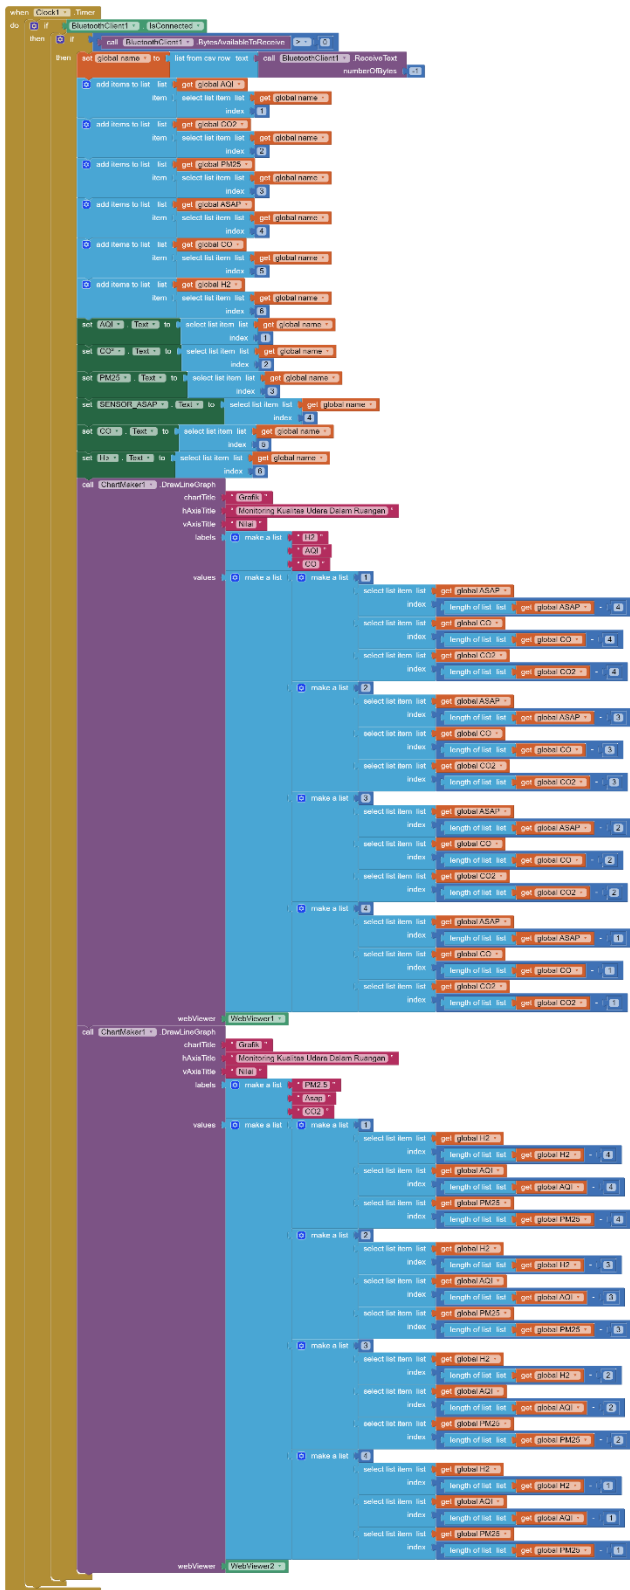 when Clock1 .Timer
do if BluetoothClient1 . IsConnected
then if call BluetoothClient1 .BytesAvailableToReceive > 0
then set global name to list from csv row text call BluetoothClient1 .ReceiveText
numberOfBytes -1
add items to list list get global AQI
item select list item list get global name
index 1
add items to list list get global CO2
item select list item list get global name
index 2
add items to list list get global PM25
item select list item list get global name
index 3
add items to list list get global ASAP
item select list item list get global name
index 4
add items to list list get global CO
item select list item list get global name
index 5
add items to list list get global H2
item select list item list get global name
index 6
set AQI . Text to select list item list get global name
index 1
set CO² . Text to select list item list get global name
index 2
set PM25 . Text to select list item list get global name
index 3
set SENSOR_ASAP . Text to select list item list get global name
index 4
set CO . Text to select list item list get global name
index 5
set H₂ . Text to select list item list get global name
index 6
call ChartMaker1 .DrawLineGraph
chartTitle " Grafik "
hAxisTitle " Monitoring Kualitas Udara Dalam Ruangan "
vAxisTitle " Nilai "
labels make a list " H2 "
" AQI "
" CO "
values make a list make a list 1
select list item list get global ASAP
index length of list list get global ASAP - 4
select list item list get global CO
index length of list list get global CO - 4
select list item list get global CO2
index length of list list get global CO2 - 4
make a list 2
select list item list get global ASAP
index length of list list get global ASAP - 3
select list item list get global CO
index length of list list get global CO - 3
select list item list get global CO2
index length of list list get global CO2 - 3
make a list 3
select list item list get global ASAP
index length of list list get global ASAP - 2
select list item list get global CO
index length of list list get global CO - 2
select list item list get global CO2
index length of list list get global CO2 - 2
make a list 4
select list item list get global ASAP
index length of list list get global ASAP - 1
select list item list get global CO
index length of list list get global CO - 1
select list item list get global CO2
index length of list list get global CO2 - 1
webViewer WebViewer1
call ChartMaker1 .DrawLineGraph
chartTitle " Grafik "
hAxisTitle " Monitoring Kualitas Udara Dalam Ruangan "
vAxisTitle " Nilai "
labels make a list " PM2.5 "
" Asap "
" CO2 "
values make a list make a list 1
select list item list get global H2
index length of list list get global H2 - 4
select list item list get global AQI
index length of list list get global AQI - 4
select list item list get global PM25
index length of list list get global PM25 - 4
make a list 2
select list item list get global H2
index length of list list get global H2 - 3
select list item list get global AQI
index length of list list get global AQI - 3
select list item list get global PM25
index length of list list get global PM25 - 3
make a list 3
select list item list get global H2
index length of list list get global H2 - 2
select list item list get global AQI
index length of list list get global AQI - 2
select list item list get global PM25
index length of list list get global PM25 - 2
make a list 4
select list item list get global H2
index length of list list get global H2 - 1
select list item list get global AQI
index length of list list get global AQI - 1
select list item list get global PM25
index length of list list get global PM25 - 1
webViewer WebViewer2